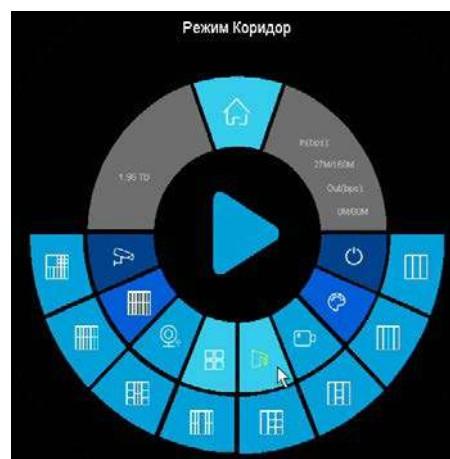 Режим Коридор
In(bps):
1.96 TB
27M/160M
Out(bps):
0M/80M